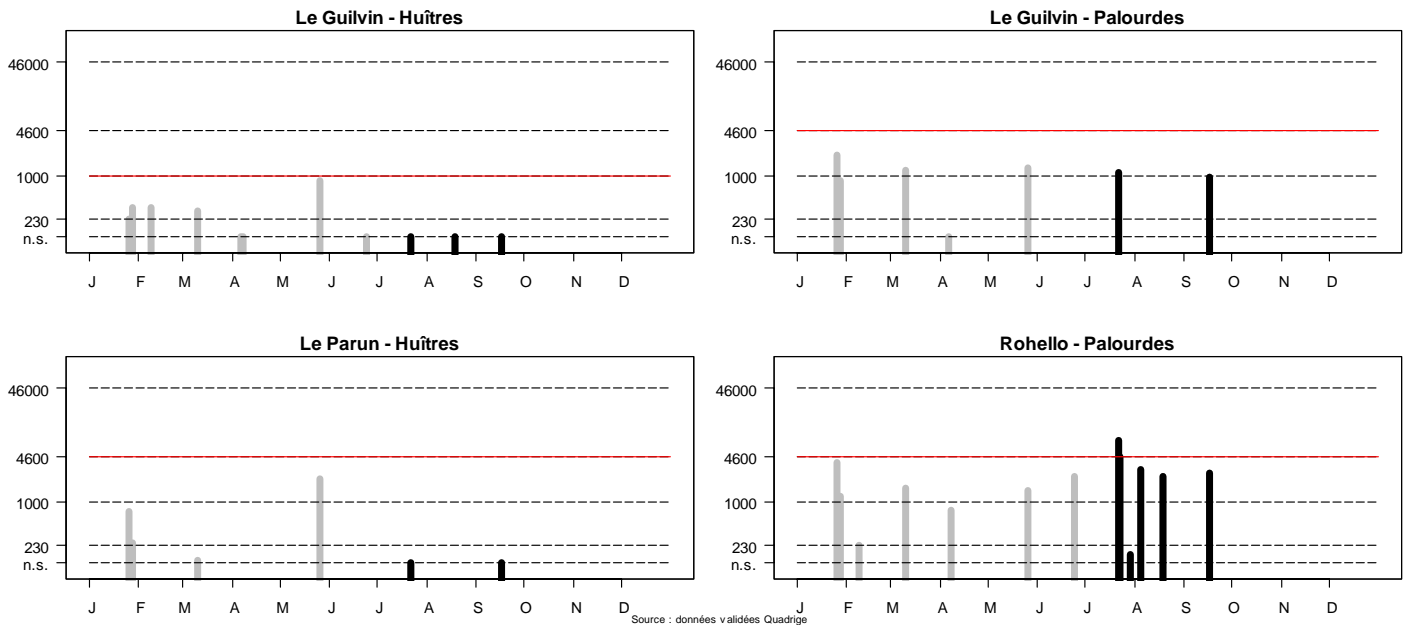 Le Guilvin - Huîtres
46000
4600
1000
230
n.s.
J F M A M J J A S O N D
Le Guilvin - Palourdes
46000
4600
1000
230
n.s.
J F M A M J J A S O N D
Le Parun - Huîtres
46000
4600
1000
230
n.s.
J F M A M J J A S O N D
Rohello - Palourdes
46000
4600
1000
230
n.s.
J F M A M J J A S O N D
Source : données validées Quadrige